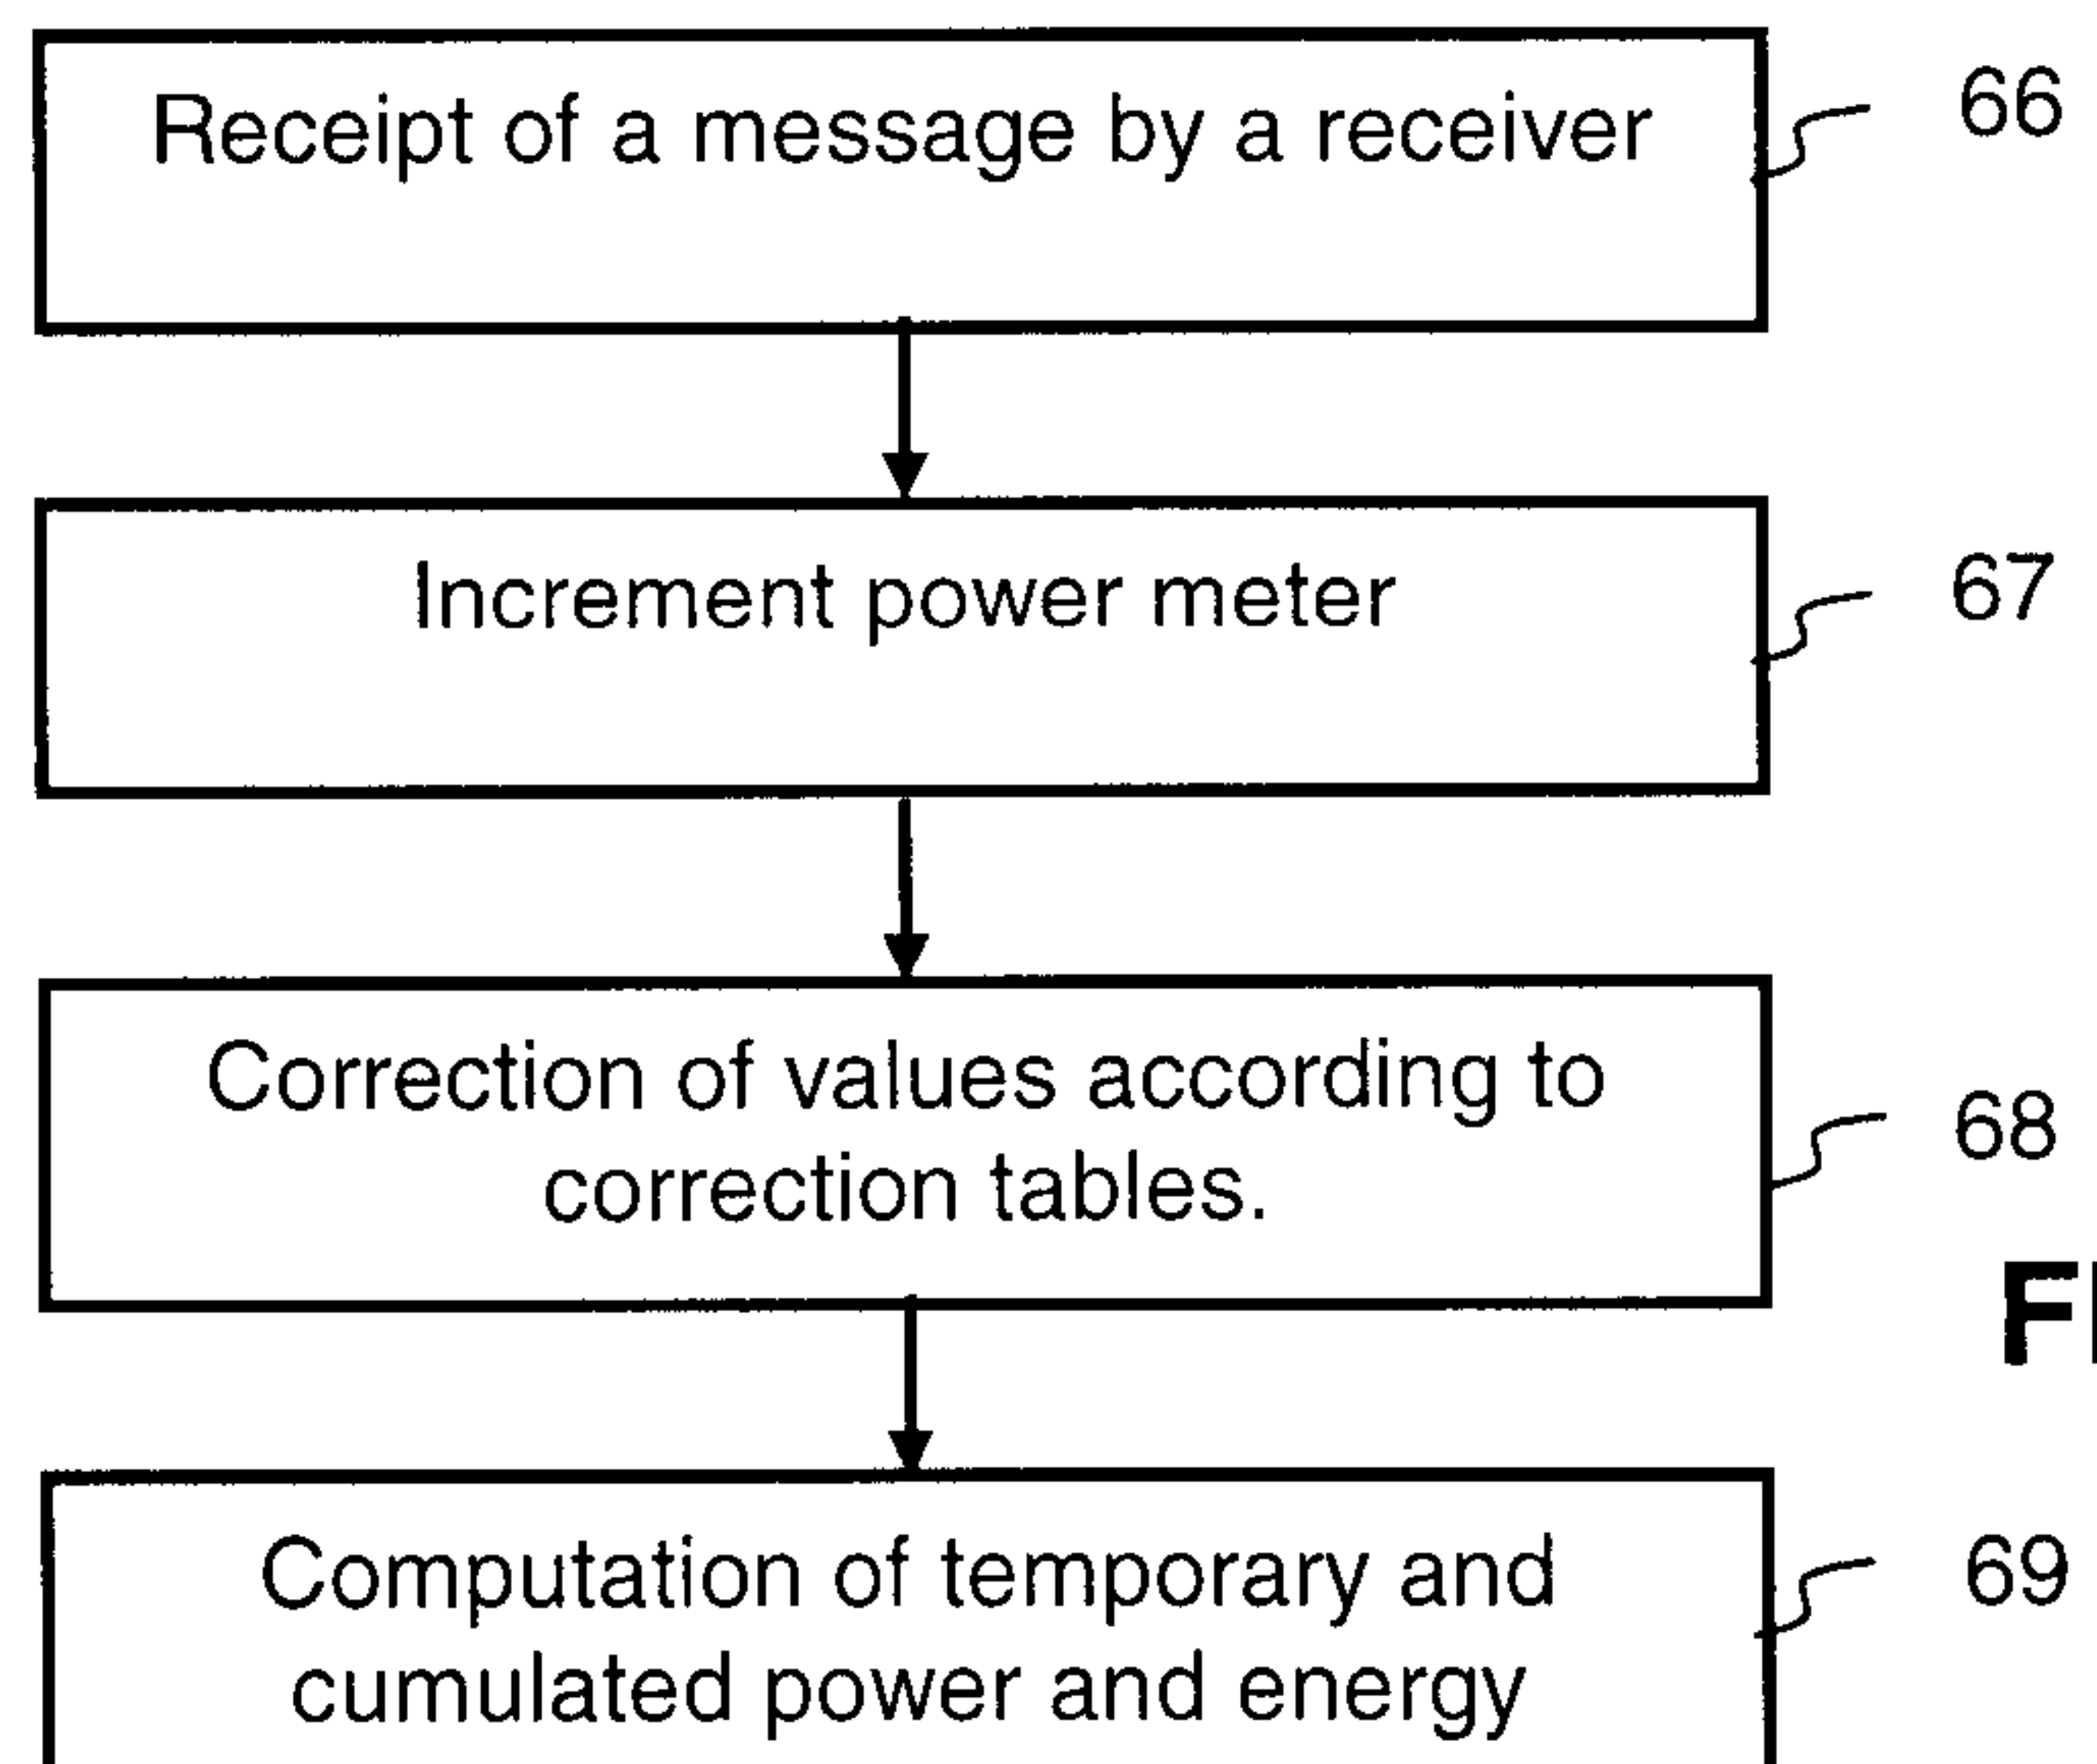 Receipt of a message by a receiver
66
Increment power meter
67
Correction of values according to
correction tables.
68
Computation of temporary and
cumulated power and energy
69